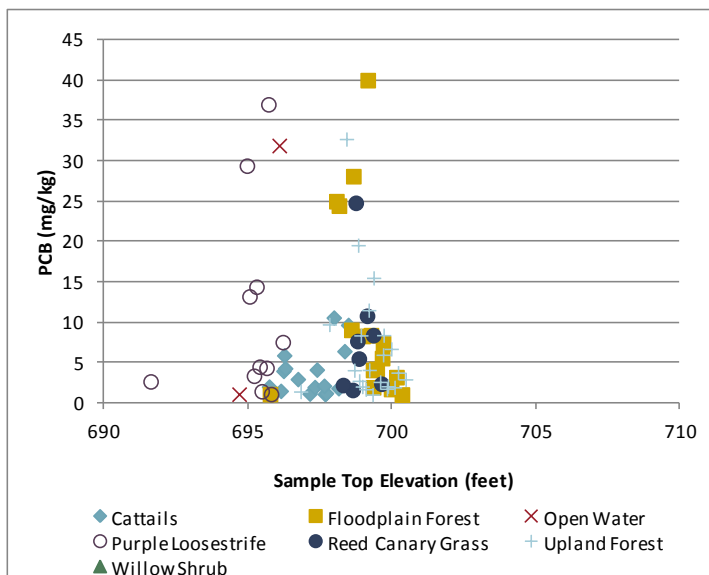 45
40
35
30
25
20
15
10
5
0
PCB (mg/kg)
690 695 700 705 710
Sample Top Elevation (feet)
Cattails Floodplain Forest Open Water
Purple Loosestrife Reed Canary Grass Upland Forest
Willow Shrub